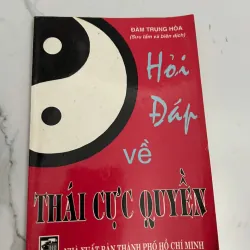 ĐÀM TRUNG HÒA
(Sưu tầm và biên dịch)
Hỏi
Đáp
về
THÁI CỰC QUYỀN
NHÀ XUẤT BẢN THÀNH PHỐ HỒ CHÍ MINH